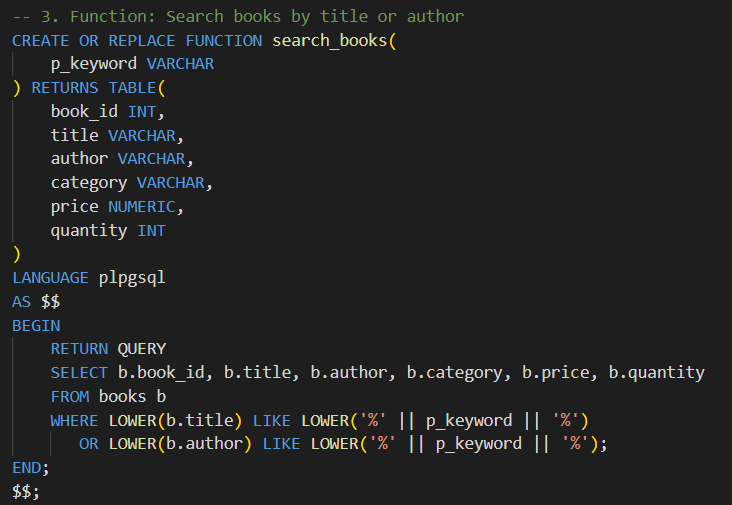 -- 3. Function: Search books by title or author
CREATE OR REPLACE FUNCTION search_books(
    p_keyword VARCHAR
) RETURNS TABLE(
    book_id INT,
    title VARCHAR,
    author VARCHAR,
    category VARCHAR,
    price NUMERIC,
    quantity INT
)
LANGUAGE plpgsql
AS $$
BEGIN
    RETURN QUERY
    SELECT b.book_id, b.title, b.author, b.category, b.price, b.quantity
    FROM books b
    WHERE LOWER(b.title) LIKE LOWER('%' || p_keyword || '%')
       OR LOWER(b.author) LIKE LOWER('%' || p_keyword || '%');
END;
$$;